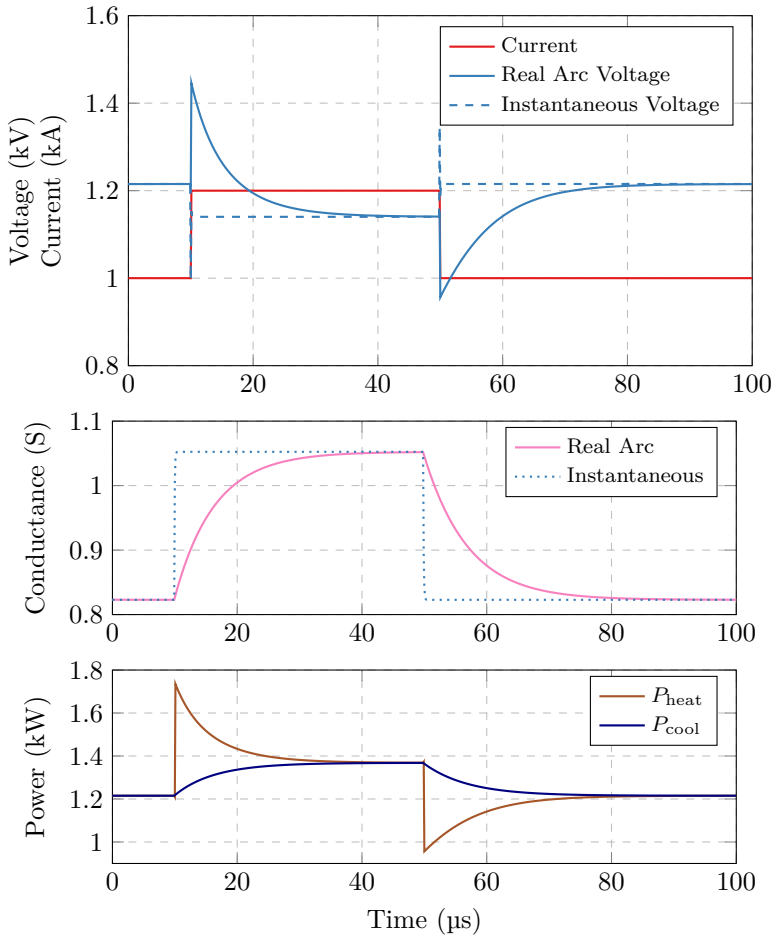 1.6
1.4
1.2
1
0.8
Voltage (kV)
Current (kA)
Current
Real Arc Voltage
Instantaneous Voltage
0 20 40 60 80 100
1.1
1
0.9
0.8
Conductance (S)
Real Arc
Instantaneous
0 20 40 60 80 100
1.8
1.6
1.4
1.2
1
Power (kW)
P_heat
P_cool
0 20 40 60 80 100
Time (µs)